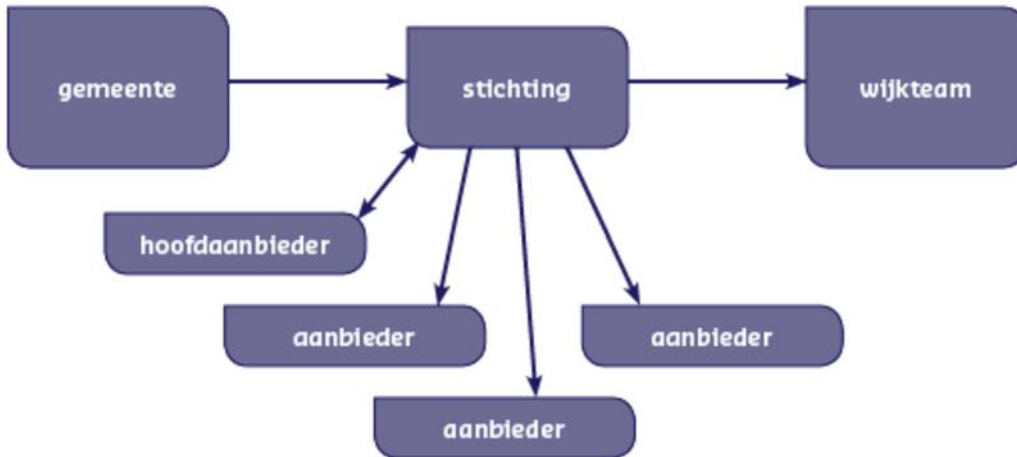 gemeente
stichting
wijkteam
hoofdaanbieder
aanbieder
aanbieder
aanbieder